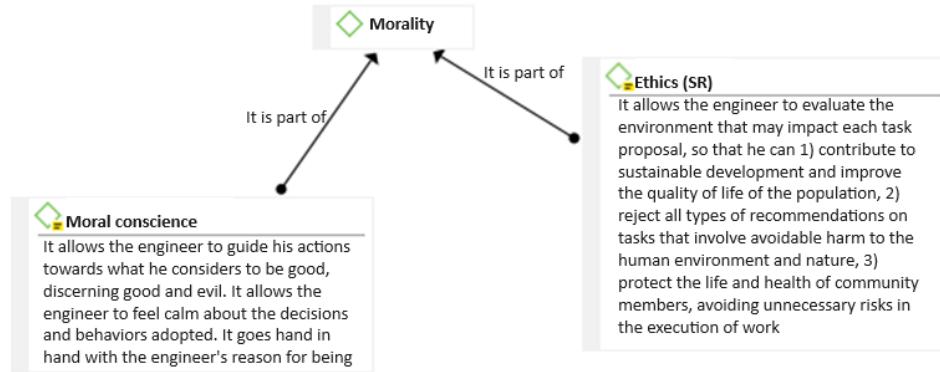 Morality
It is part of
It is part of
Ethics (SR)
It allows the engineer to evaluate the
environment that may impact each task
proposal, so that he can 1) contribute to
sustainable development and improve
the quality of life of the population, 2)
reject all types of recommendations on
tasks that involve avoidable harm to the
human environment and nature, 3)
protect the life and health of community
members, avoiding unnecessary risks in
the execution of work
Moral conscience
It allows the engineer to guide his actions
towards what he considers to be good,
discerning good and evil. It allows the
engineer to feel calm about the decisions
and behaviors adopted. It goes hand in
hand with the engineer's reason for being